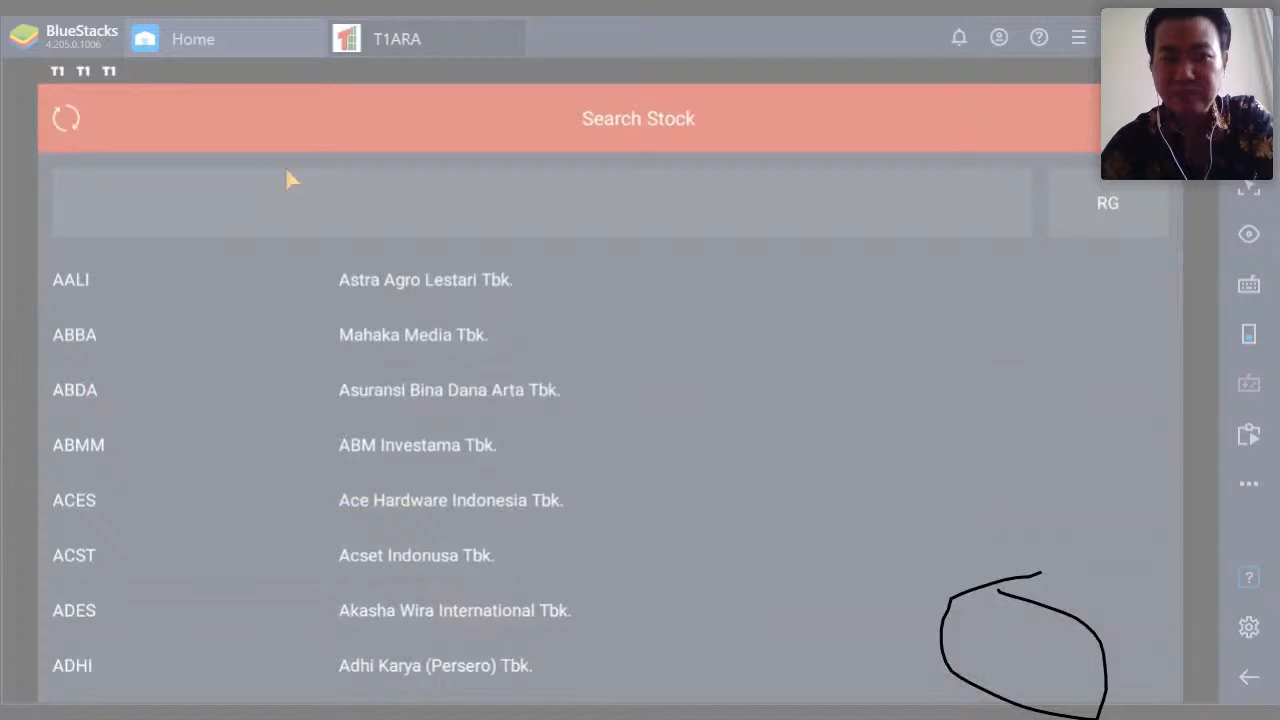 BlueStacks
4.205.0.1006
Home
T1ARA
T1 T1 T1
Search Stock
RG
AALI Astra Agro Lestari Tbk.
ABBA Mahaka Media Tbk.
ABDA Asuransi Bina Dana Arta Tbk.
ABMM ABM Investama Tbk.
ACES Ace Hardware Indonesia Tbk.
ACST Acset Indonusa Tbk.
ADES Akasha Wira International Tbk.
ADHI Adhi Karya (Persero) Tbk.